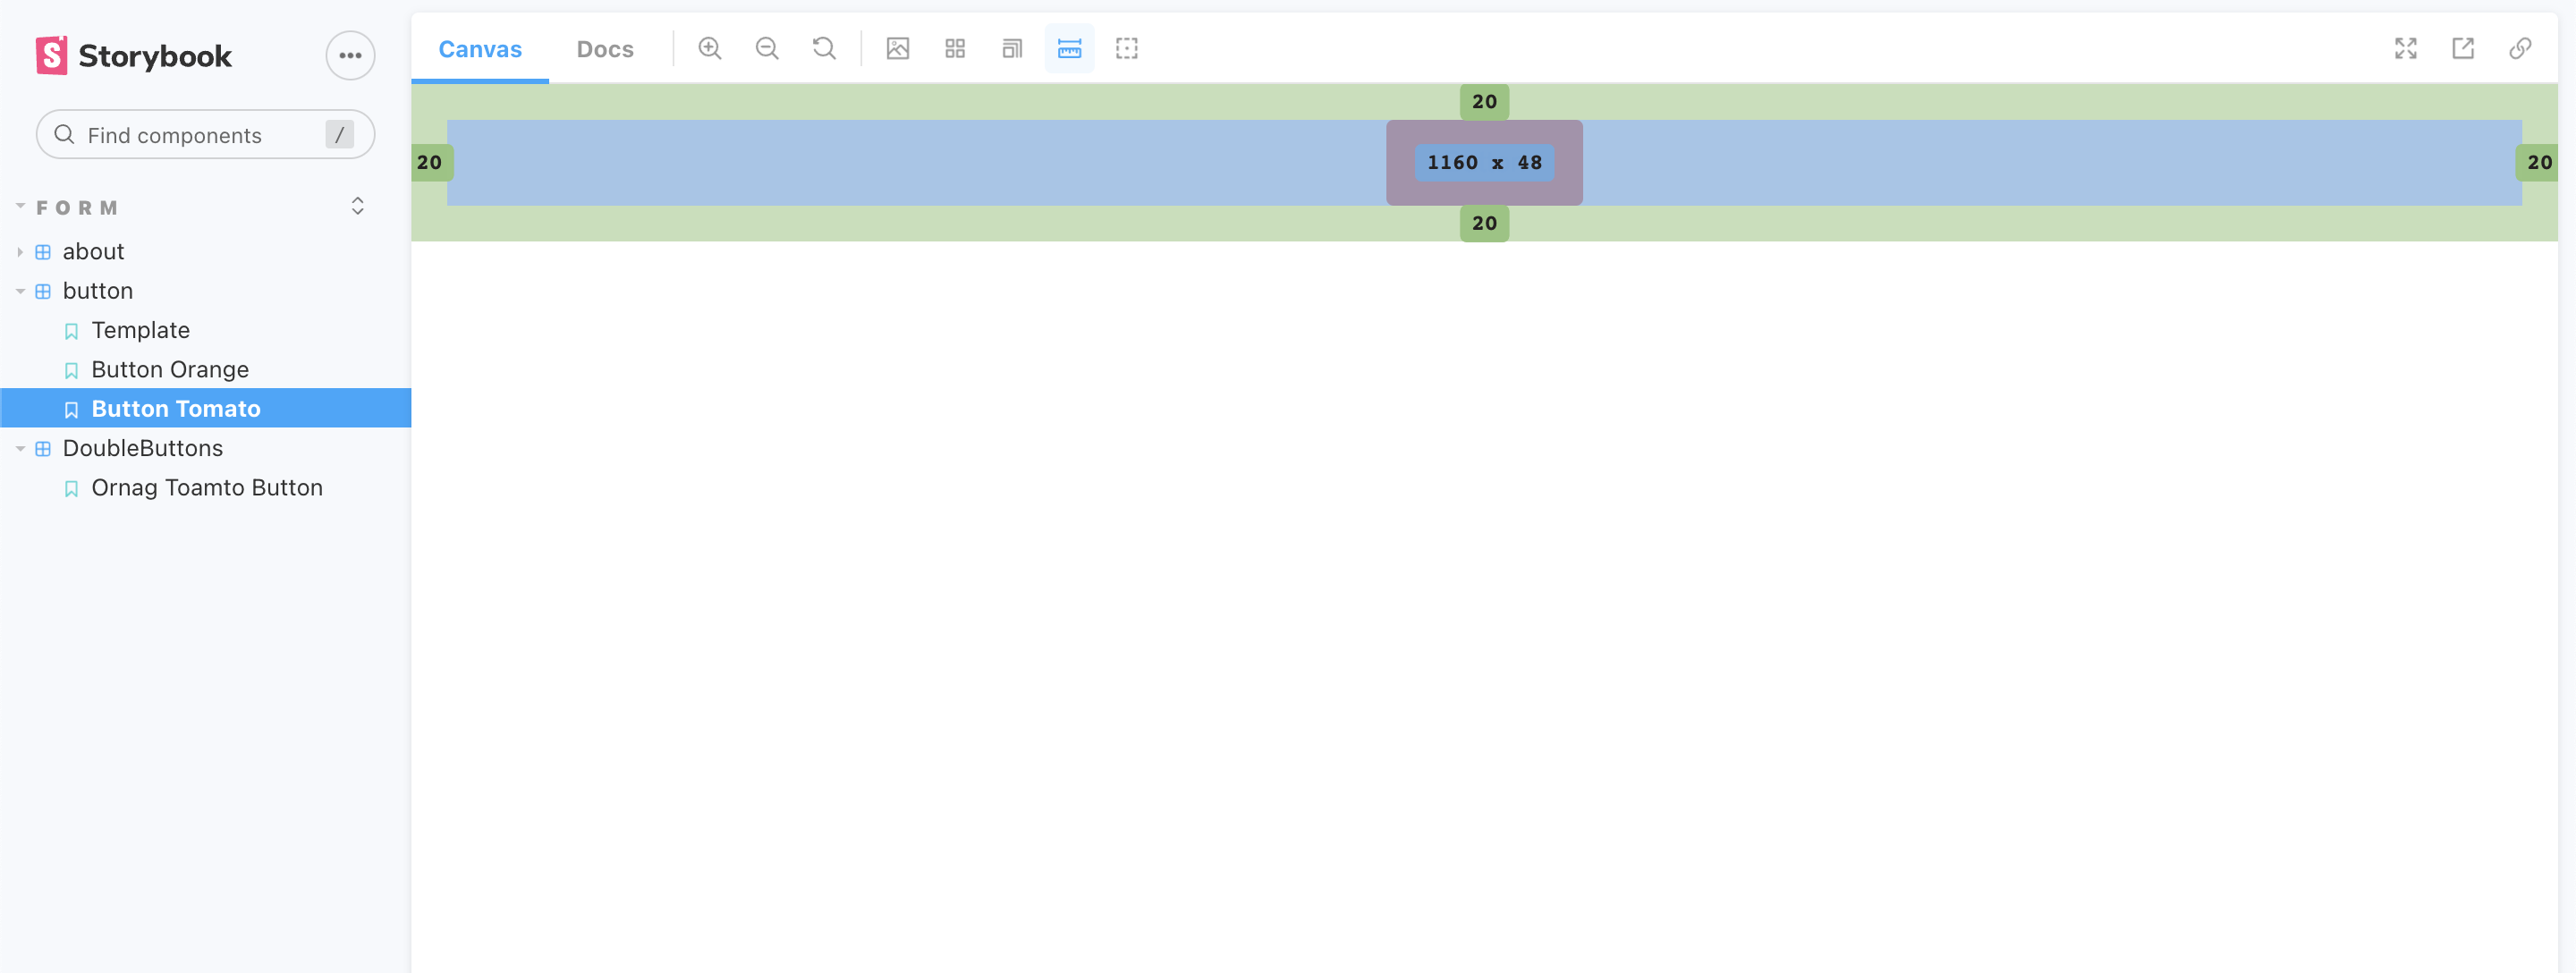 Storybook
Canvas Docs
Find components /
20
20 1160 x 48 20
20
FORM
about
button
Template
Button Orange
Button Tomato
DoubleButtons
Ornag Toamto Button